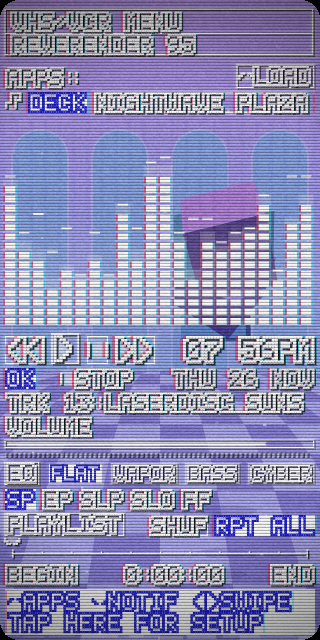 VHS/VCR MENU
REWERENDER 95
APPS:: LOAD
DECK NIGHTWAVE PLAZA
07 56PM
OK STOP THU 26 NOV
TRK 13 LASERDISC SUNS
VOLUME
EQ FLAT VAPOR BASS CYBER
SP EP SLP SLO FF
PLAYLIST SHUF RPT ALL
BEGIN 0:00:00 END
APPS NOTIF SWIPE
TAP HERE FOR SETUP